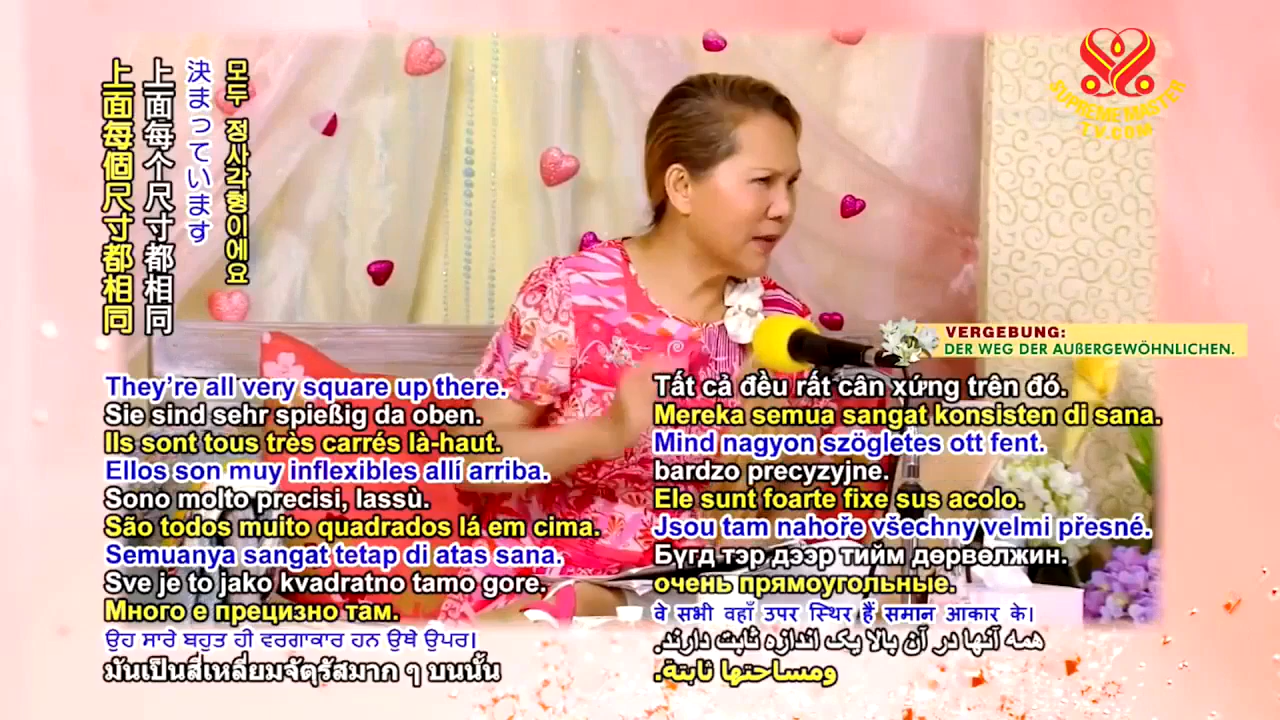 上面每個尺寸都相同
上面每个尺寸都相同
決まっています
모두 정사각형이에요
SUPREME MASTER
TV.COM
VERGEBUNG:
DER WEG DER AUßERGEWÖHNLICHEN.
They're all very square up there.
Sie sind sehr spießig da oben.
Ils sont tous très carrés là-haut.
Ellos son muy inflexibles allí arriba.
Sono molto precisi, lassù.
São todos muito quadrados lá em cima.
Semuanya sangat tetap di atas sana.
Sve je to jako kvadratno tamo gore.
Много е прецизно там.
ਉਹ ਸਾਰੇ ਬਹੁਤ ਹੀ ਵਰਗਾਕਾਰ ਹਨ ਉਥੇ ਉਪਰ।
มันเป็นสี่เหลี่ยมจัตุรัสมาก ๆ บนนั้น
Tất cả đều rất cân xứng trên đó.
Mereka semua sangat konsisten di sana.
Mind nagyon szögletes ott fent.
bardzo precyzyjne.
Ele sunt foarte fixe sus acolo.
Jsou tam nahoře všechny velmi přesné.
Бүгд тэр дээр тийм дөрвөлжин.
очень прямоугольные.
वे सभी वहाँ उपर स्थिर हैं समान आकार के।
همه آنها در آن بالا یک اندازه ثابت دارند.
ومساحتها ثابتة.